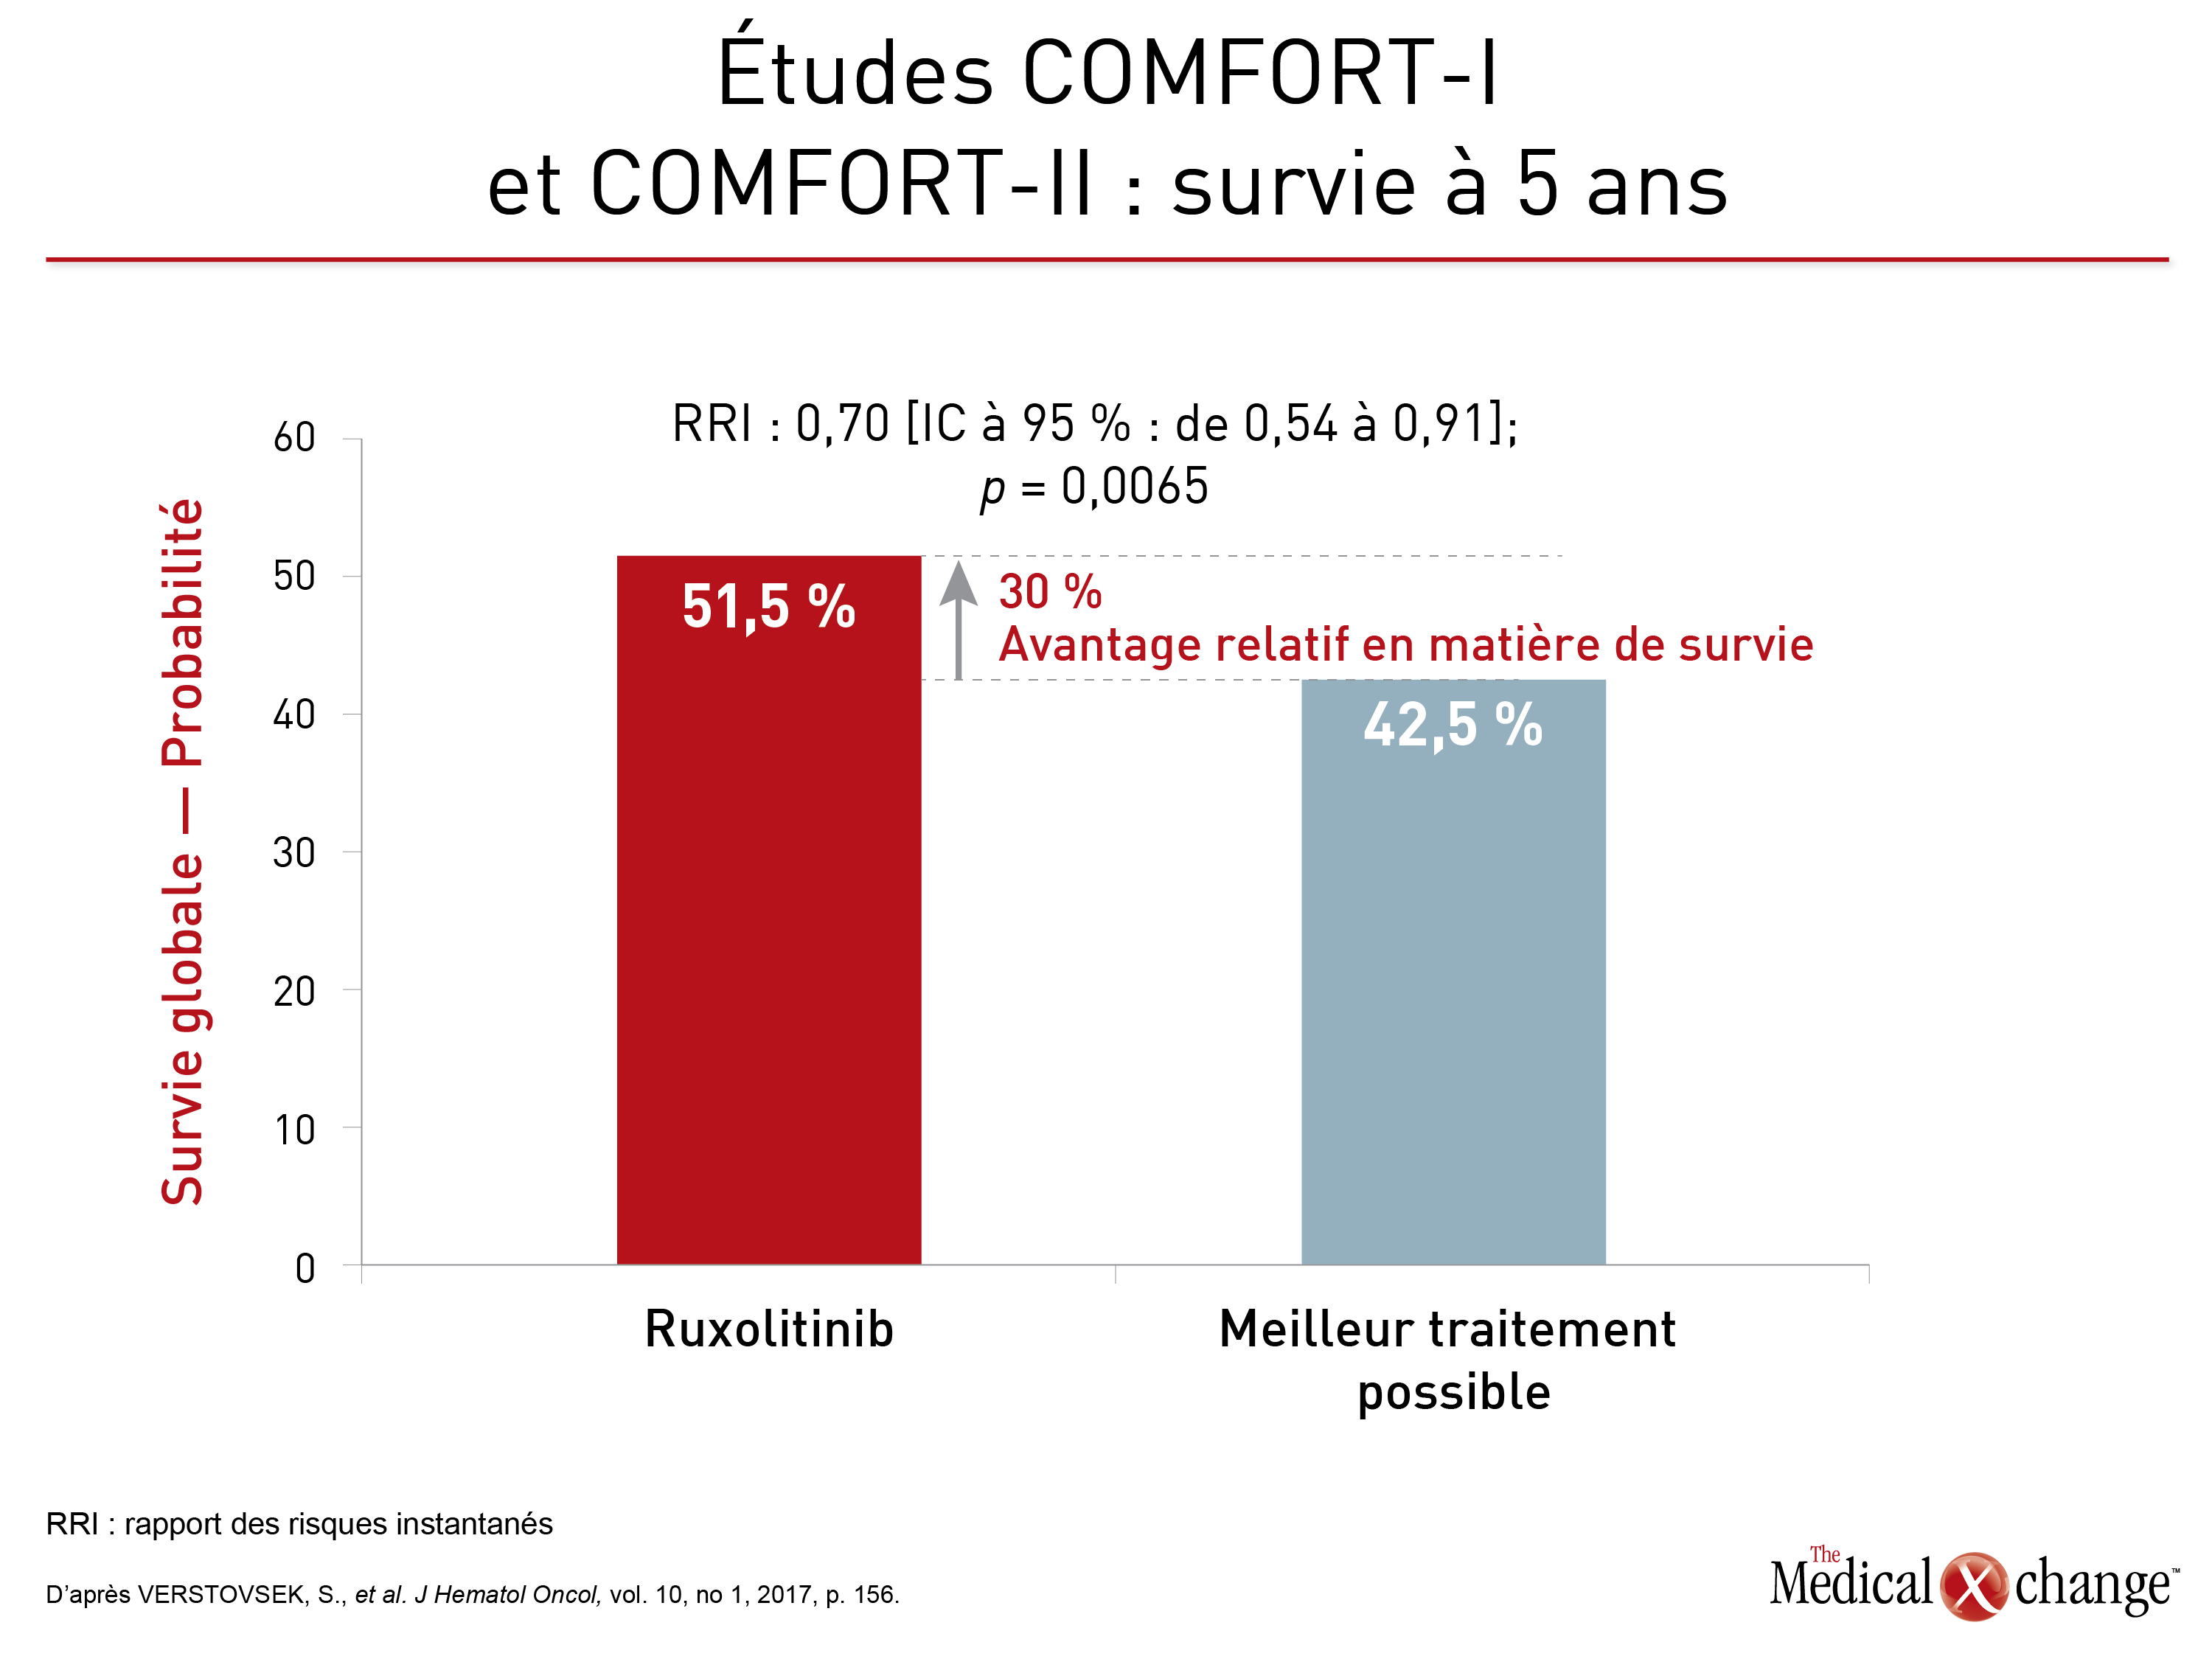 Études COMFORT-I
et COMFORT-II : survie à 5 ans
RRI : 0,70 [IC à 95 % : de 0,54 à 0,91];
p = 0,0065
Survie globale — Probabilité
60
50
40
30
20
10
0
51,5 %
30 %
Avantage relatif en matière de survie
42,5 %
Ruxolitinib
Meilleur traitement
possible
RRI : rapport des risques instantanés
D’après VERSTOVSEK, S., et al. J Hematol Oncol, vol. 10, no 1, 2017, p. 156.
The
Medical Xchange™